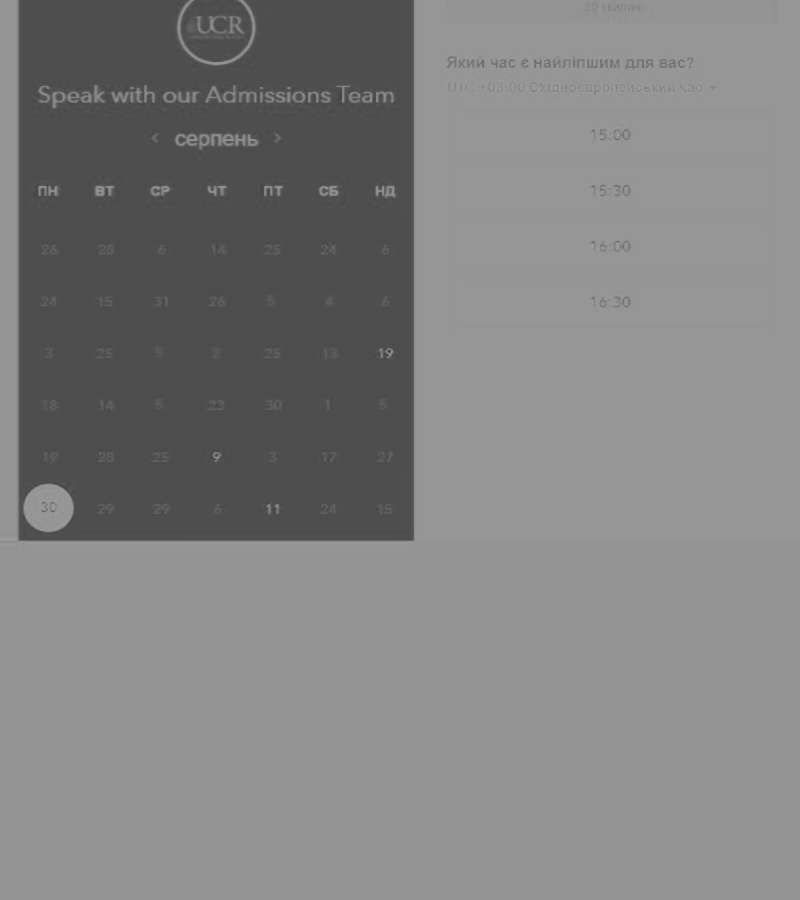 UCR
Speak with our Admissions Team
серпень
ПН ВТ СР ЧТ ПТ СБ НД
26 28 6 14 25 24 6
24 15 31 26 5 4 6
3 25 5 2 25 13 19
18 14 5 23 30 1 5
19 28 25 9 3 17 27
30 29 29 6 11 24 15
30 хвилин
Який час є найліпшим для вас?
UTC +03:00 Східноєвропейський час
15:00
15:30
16:00
16:30